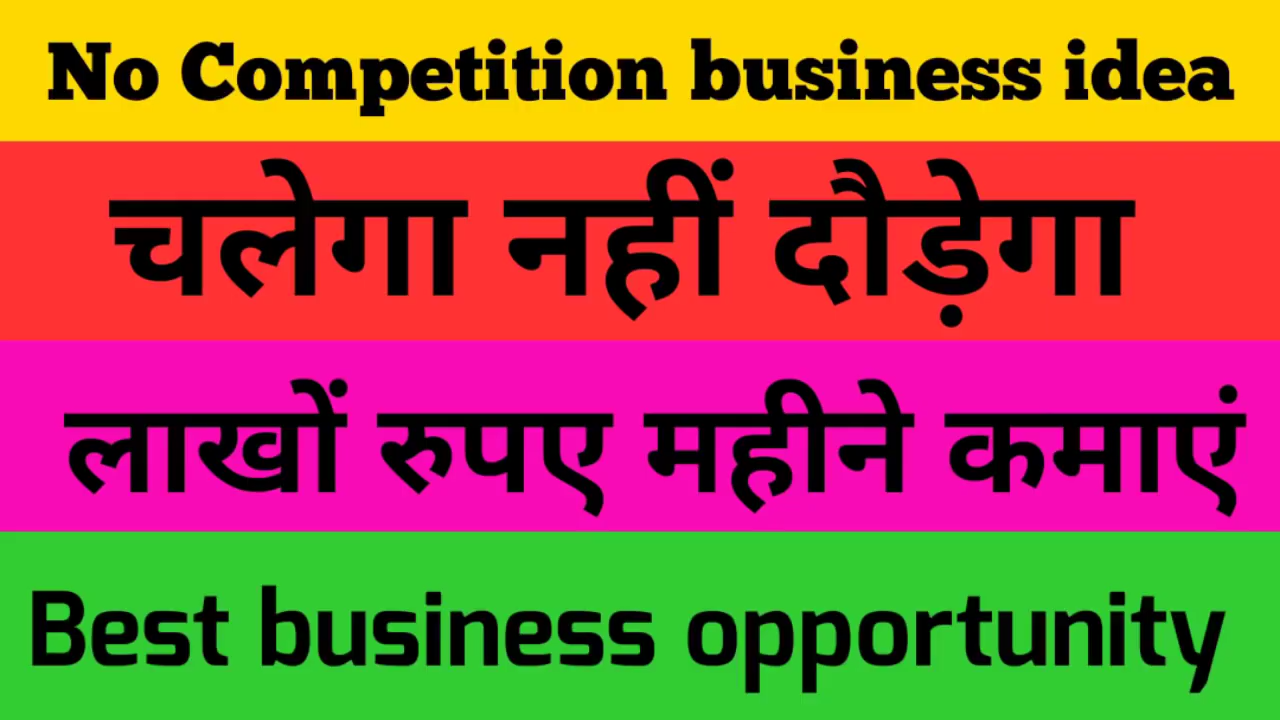 No Competition business idea
चलेगा नहीं दौड़ेगा
लाखों रुपए महीने कमाएं
Best business opportunity